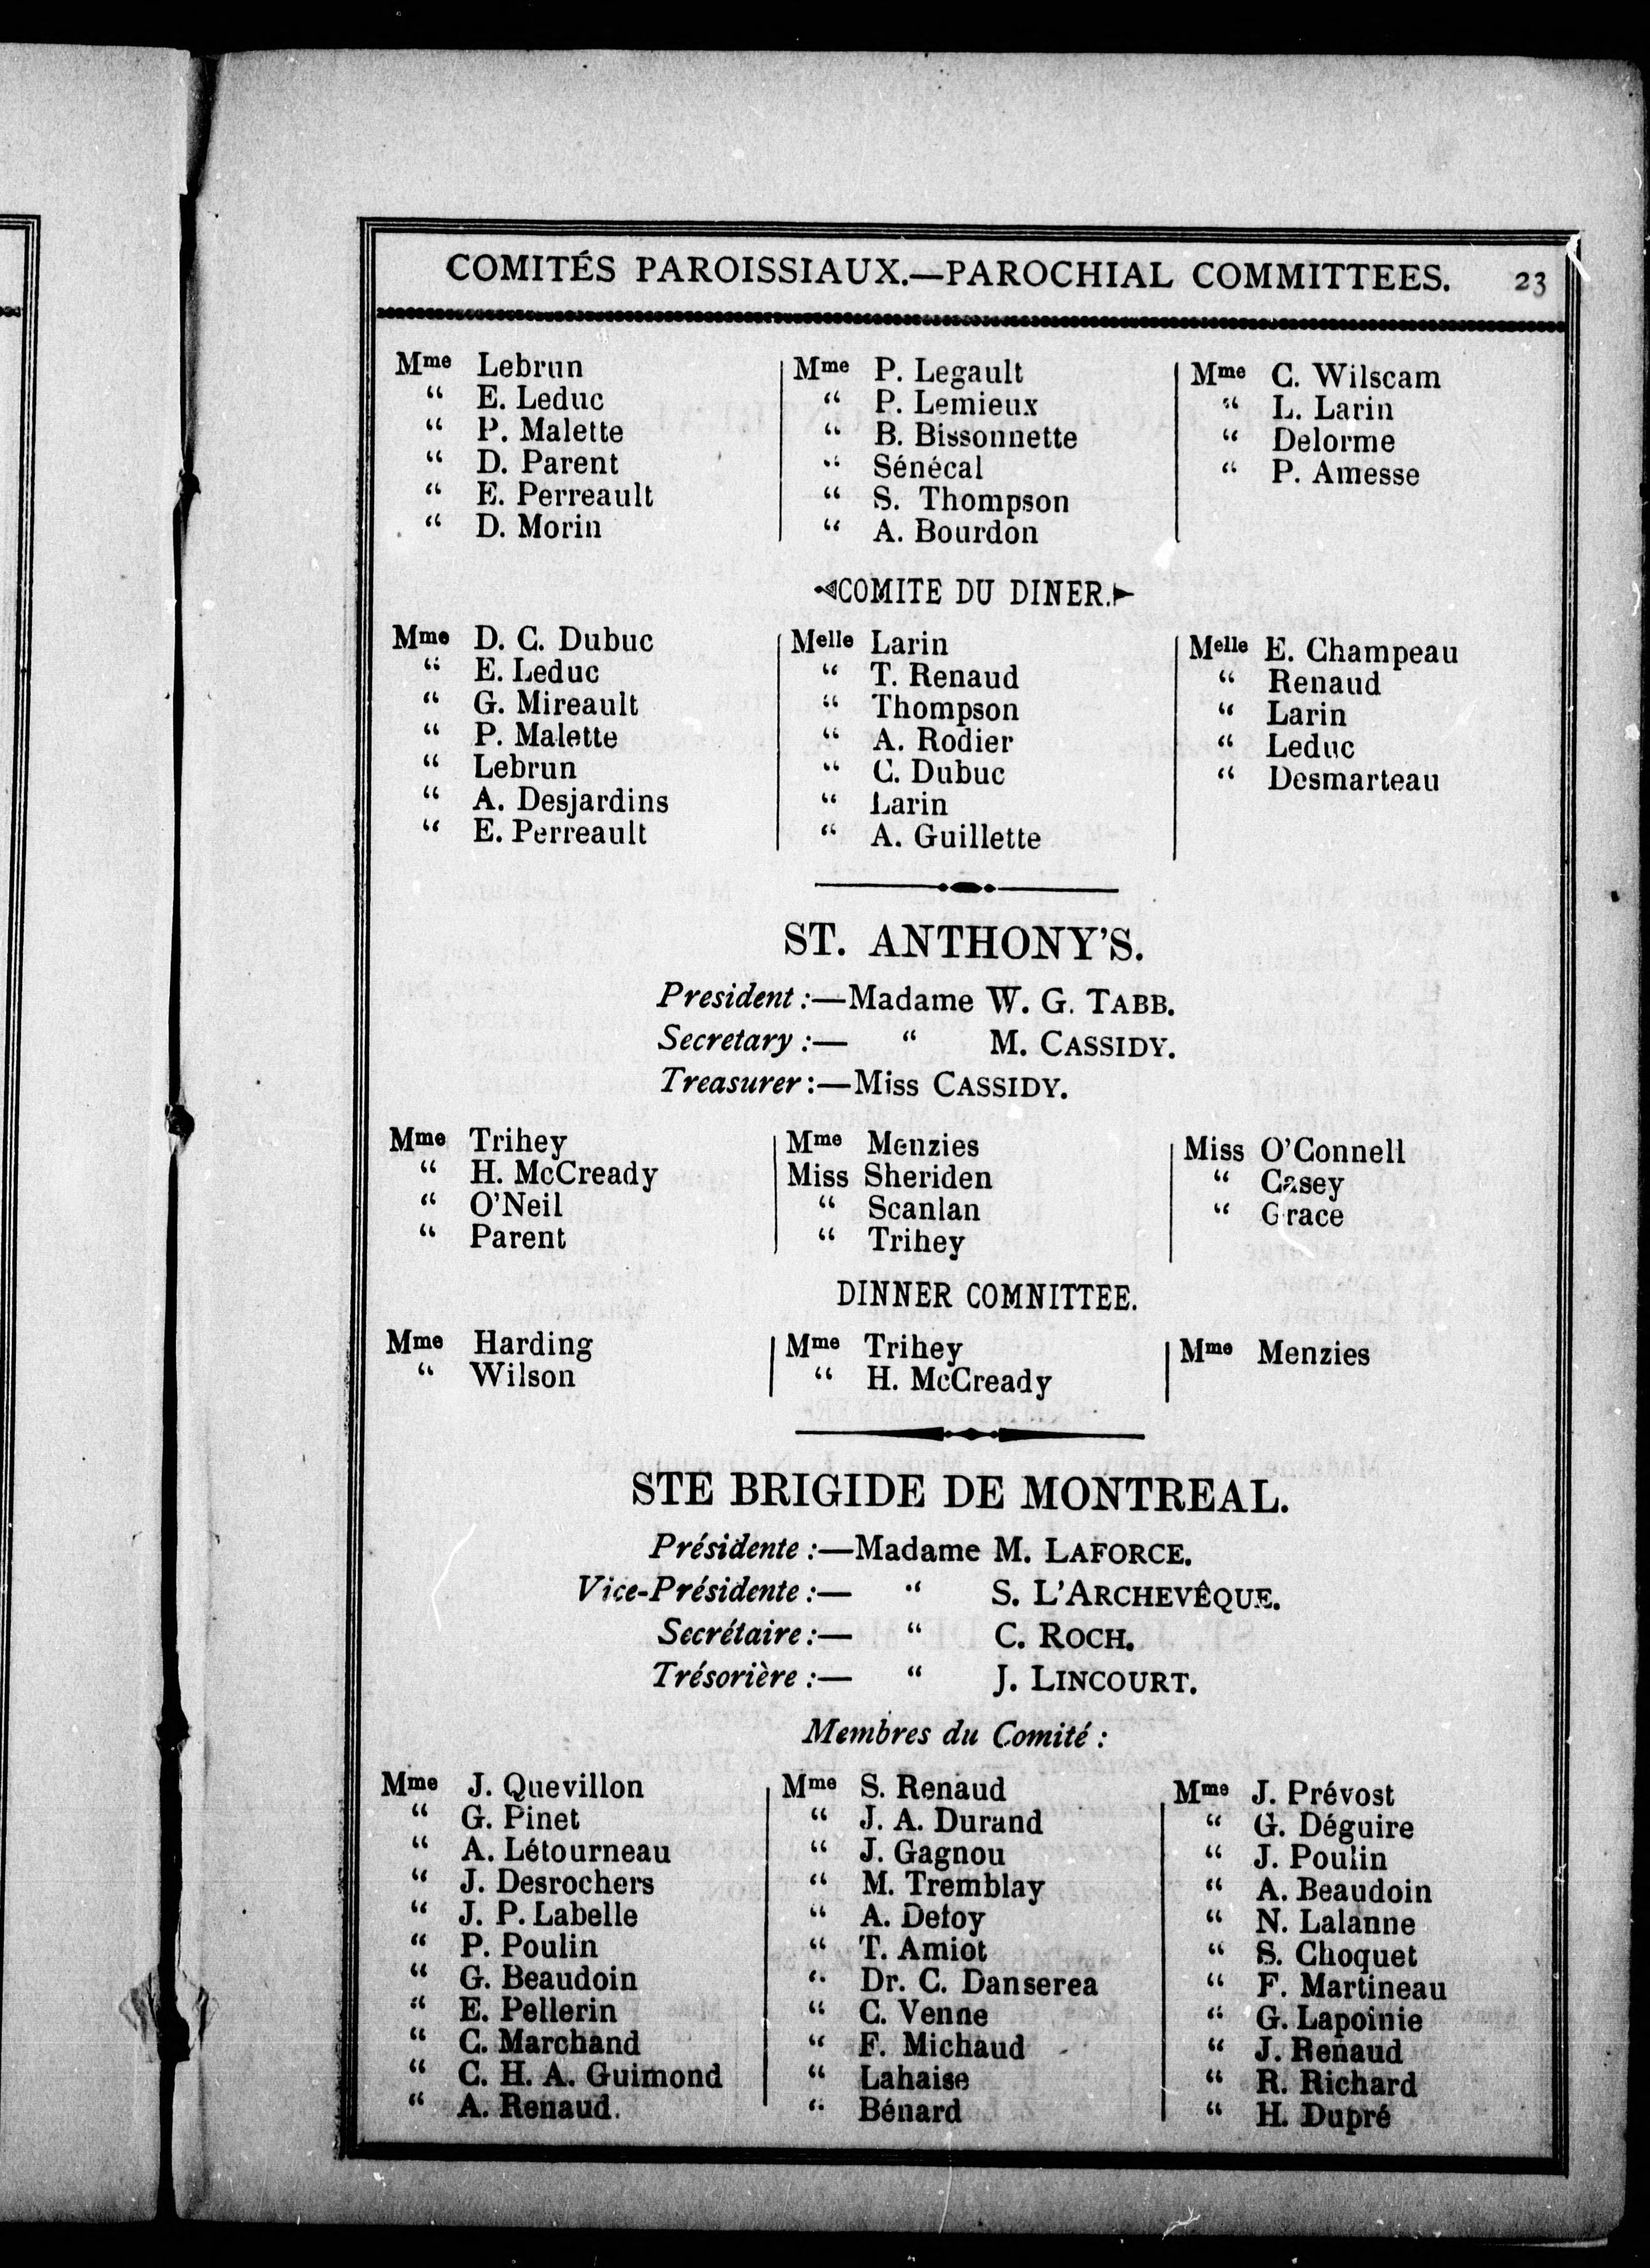 COMITÉS PAROISSIAUX.—PAROCHIAL COMMITTEES. 23
Mme Lebrun
“ E. Leduc
“ P. Malette
“ D. Parent
“ E. Perreault
“ D. Morin
Mme P. Legault
“ P. Lemieux
“ B. Bissonnette
“ Sénécal
“ S. Thompson
“ A. Bourdon
Mme C. Wilscam
“ L. Larin
“ Delorme
“ P. Amesse
COMITE DU DINER.
Mme D. C. Dubuc
“ E. Leduc
“ G. Mireault
“ P. Malette
“ Lebrun
“ A. Desjardins
“ E. Perreault
Melle Larin
“ T. Renaud
“ Thompson
“ A. Rodier
“ C. Dubuc
“ Larin
“ A. Guillette
Melle E. Champeau
“ Renaud
“ Larin
“ Leduc
“ Desmarteau
ST. ANTHONY'S.
President :—Madame W. G. TABB.
Secretary :— “ M. CASSIDY.
Treasurer :—Miss CASSIDY.
Mme Trihey
“ H. McCready
“ O'Neil
“ Parent
Mme Menzies
Miss Sheriden
“ Scanlan
“ Trihey
Miss O'Connell
“ Casey
“ Grace
DINNER COMNITTEE.
Mme Harding
“ Wilson
Mme Trihey
“ H. McCready
Mme Menzies
STE BRIGIDE DE MONTREAL.
Présidente :—Madame M. LAFORCE.
Vice-Présidente :— “ S. L'ARCHEVÊQUE.
Secrétaire :— “ C. ROCH.
Trésorière :— “ J. LINCOURT.
Membres du Comité :
Mme J. Quevillon
“ G. Pinet
“ A. Létourneau
“ J. Desrochers
“ J. P. Labelle
“ P. Poulin
“ G. Beaudoin
“ E. Pellerin
“ C. Marchand
“ C. H. A. Guimond
“ A. Renaud.
Mme S. Renaud
“ J. A. Durand
“ J. Gagnou
“ M. Tremblay
“ A. Detoy
“ T. Amiot
“ Dr. C. Danserea
“ C. Venne
“ F. Michaud
“ Lahaise
“ Bénard
Mme J. Prévost
“ G. Déguire
“ J. Poulin
“ A. Beaudoin
“ N. Lalanne
“ S. Choquet
“ F. Martineau
“ G. Lapoinie
“ J. Renaud
“ R. Richard
“ H. Dupré